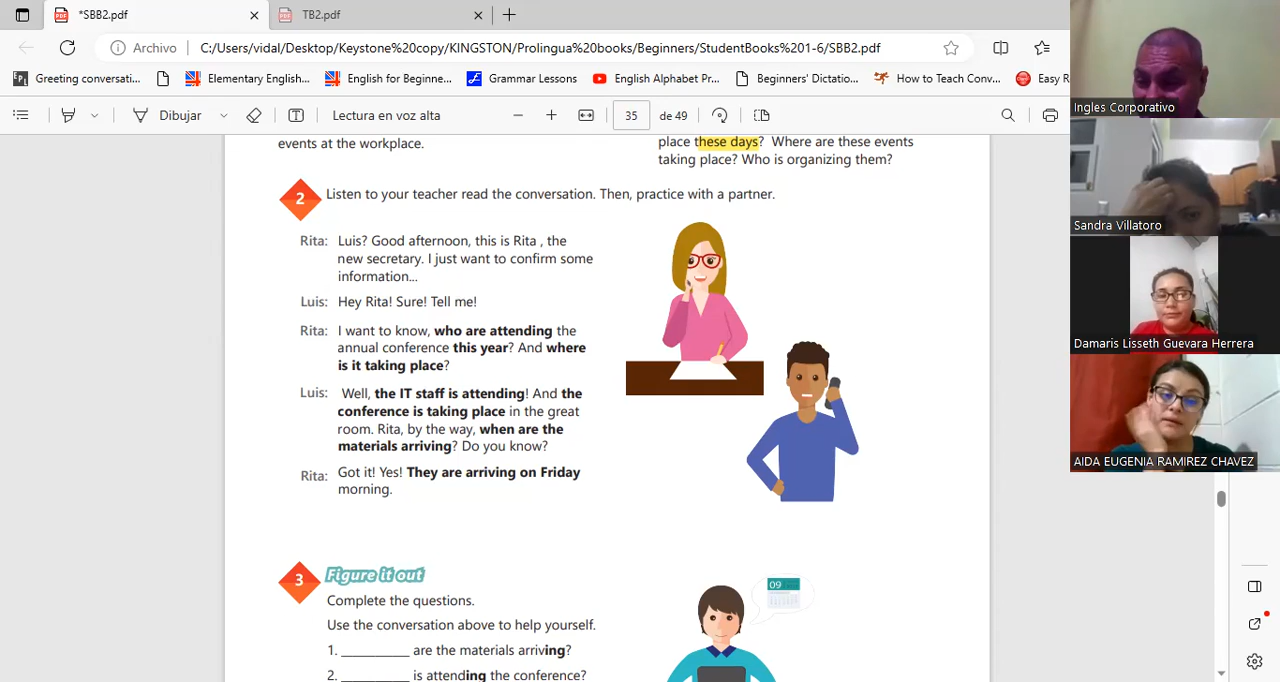 *SBB2.pdf
TB2.pdf
Archivo
C:/Users/vidal/Desktop/Keystone%20copy/KINGSTON/Prolingua%20books/Beginners/StudentBooks%201-6/SBB2.pdf
Greeting conversati...
Elementary English...
English for Beginne...
Grammar Lessons
English Alphabet Pr...
Beginners' Dictatio...
How to Teach Conv...
Easy R
Dibujar
Lectura en voz alta
35
de 49
events at the workplace.
place these days? Where are these events
taking place? Who is organizing them?
2
Listen to your teacher read the conversation. Then, practice with a partner.
Rita: Luis? Good afternoon, this is Rita , the
new secretary. I just want to confirm some
information...
Luis: Hey Rita! Sure! Tell me!
Rita: I want to know, who are attending the
annual conference this year? And where
is it taking place?
Luis: Well, the IT staff is attending! And the
conference is taking place in the great
room. Rita, by the way, when are the
materials arriving? Do you know?
Rita: Got it! Yes! They are arriving on Friday
morning.
3
Figure it out
09
Complete the questions.
Use the conversation above to help yourself.
1. __________ are the materials arriving?
2. __________ is attending the conference?
Ingles Corporativo
Sandra Villatoro
Damaris Lisseth Guevara Herrera
AIDA EUGENIA RAMIREZ CHAVEZ